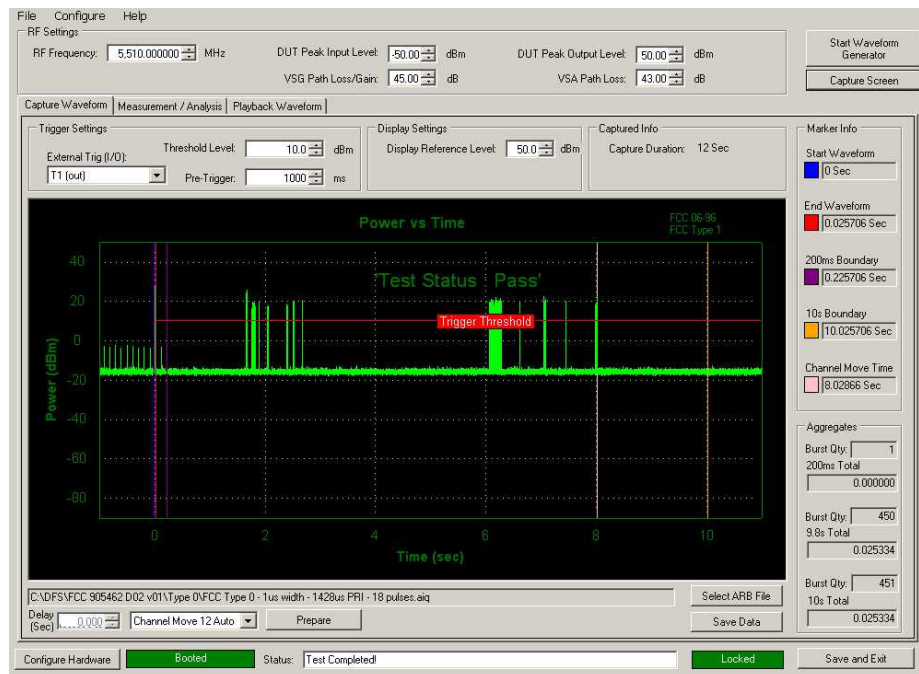 File Configure Help
RF Settings
RF Frequency: 5,510.000000 MHz
DUT Peak Input Level: -50.00 dBm
DUT Peak Output Level: 50.00 dBm
VSG Path Loss/Gain: 45.00 dB
VSA Path Loss: 43.00 dB
Start Waveform Generator
Capture Screen
Capture Waveform Measurement / Analysis Playback Waveform
Trigger Settings
External Trig (I/O):
T1 (out)
Threshold Level: 10.0 dBm
Pre-Trigger: 1000 ms
Display Settings
Display Reference Level: 50.0 dBm
Captured Info
Capture Duration: 12 Sec
Marker Info
Start Waveform
0 Sec
End Waveform
0.025706 Sec
200ms Boundary
0.225706 Sec
10s Boundary
10.025706 Sec
Channel Move Time
8.02866 Sec
Power vs Time
FCC 06-96
FCC Type 1
'Test Status Pass'
Trigger Threshold
Power (dBm)
40
20
0
-20
-40
-60
-80
0 2 4 6 8 10
Time (sec)
Aggregates
Burst Qty: 1
200ms Total
0.000000
Burst Qty: 450
9.8s Total
0.025334
Burst Qty: 451
10s Total
0.025334
C:\DFS\FCC 905462 D02 v01\Type 0\FCC Type 0 - 1us width - 1428us PRI - 18 pulses.aiq
Select ARB File
Delay (Sec) 0.000
Channel Move 12 Auto
Prepare
Save Data
Configure Hardware
Booted
Status: Test Completed!
Locked
Save and Exit